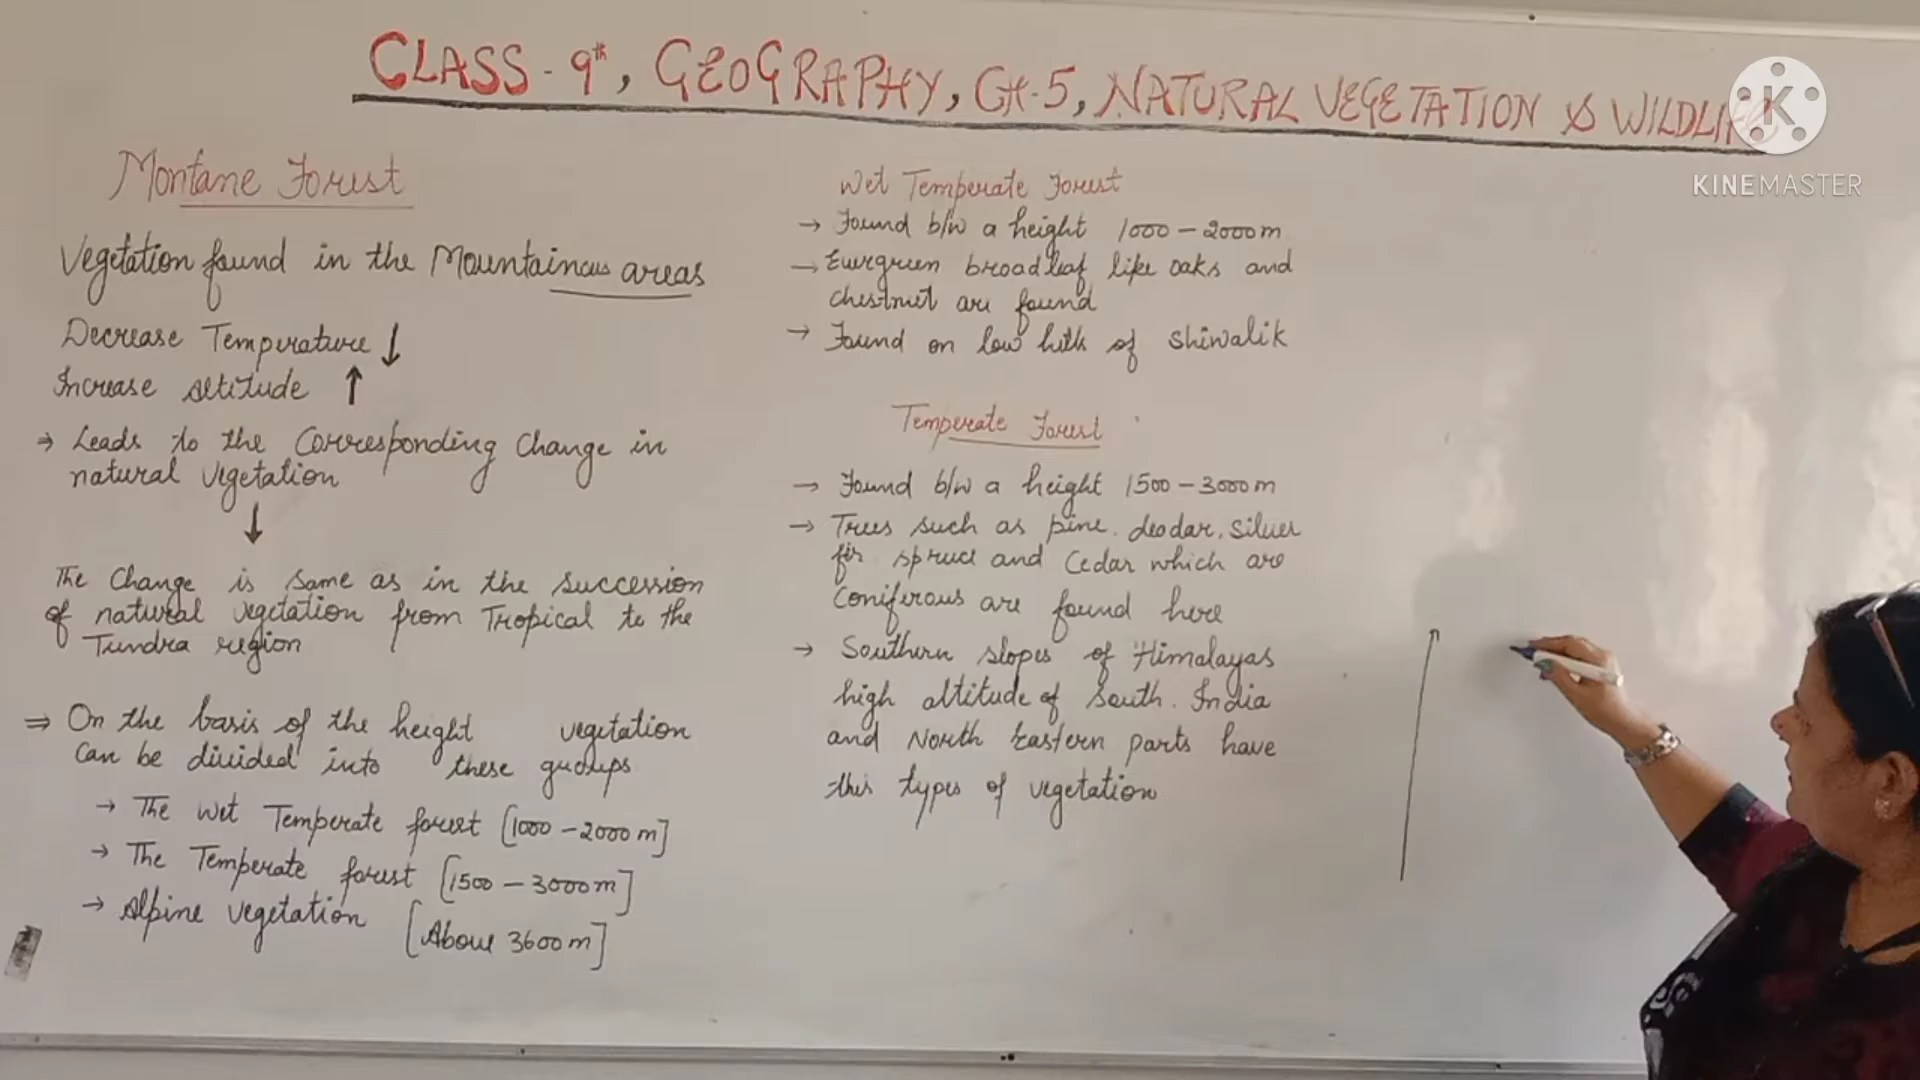 CLASS - 9th, GEOGRAPHY, CH-5, NATURAL VEGETATION & WILDLIFE
KINEMASTER
Montane Forest
Vegetation found in the Mountainous areas
Decrease Temperature ↓
Increase Altitude ↑
→ Leads to the Corresponding Change in
natural vegetation
↓
The Change is same as in the succession
of natural vegetation from Tropical to the
Tundra region
⇒ On the basis of the height vegetation
can be divided into these groups
→ The Wet Temperate forest [1000 - 2000 m]
→ The Temperate forest [1500 - 3000 m]
→ Alpine vegetation [Above 3600 m]
Wet Temperate Forest
→ Found b/w a height 1000 - 2000 m
→ Evergreen broad leaf like oaks and
chestnut are found
→ Found on low hills of Shiwalik
Temperate Forest
→ Found b/w a height 1500 - 3000 m
→ Trees such as pine, deodar, silver
fir spruce and Cedar which are
Coniferous are found here
→ Southern slopes of Himalayas
high altitude of South. India
and North Eastern parts have
this types of vegetation